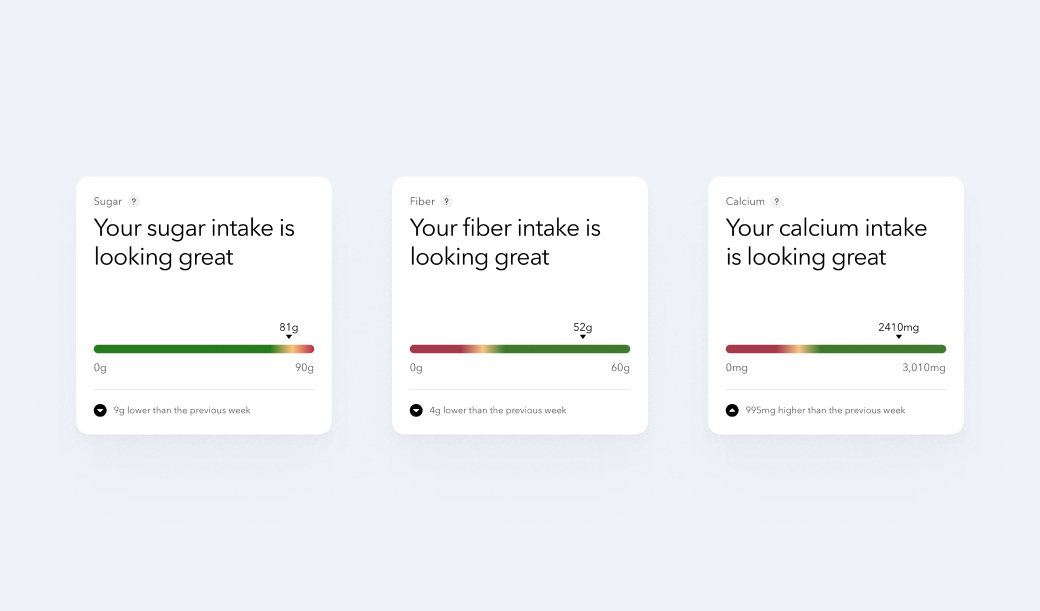 Sugar ?
Your sugar intake is
looking great
81g
0g 90g
9g lower than the previous week
Fiber ?
Your fiber intake is
looking great
52g
0g 60g
4g lower than the previous week
Calcium ?
Your calcium intake
is looking great
2410mg
0mg 3,010mg
995mg higher than the previous week